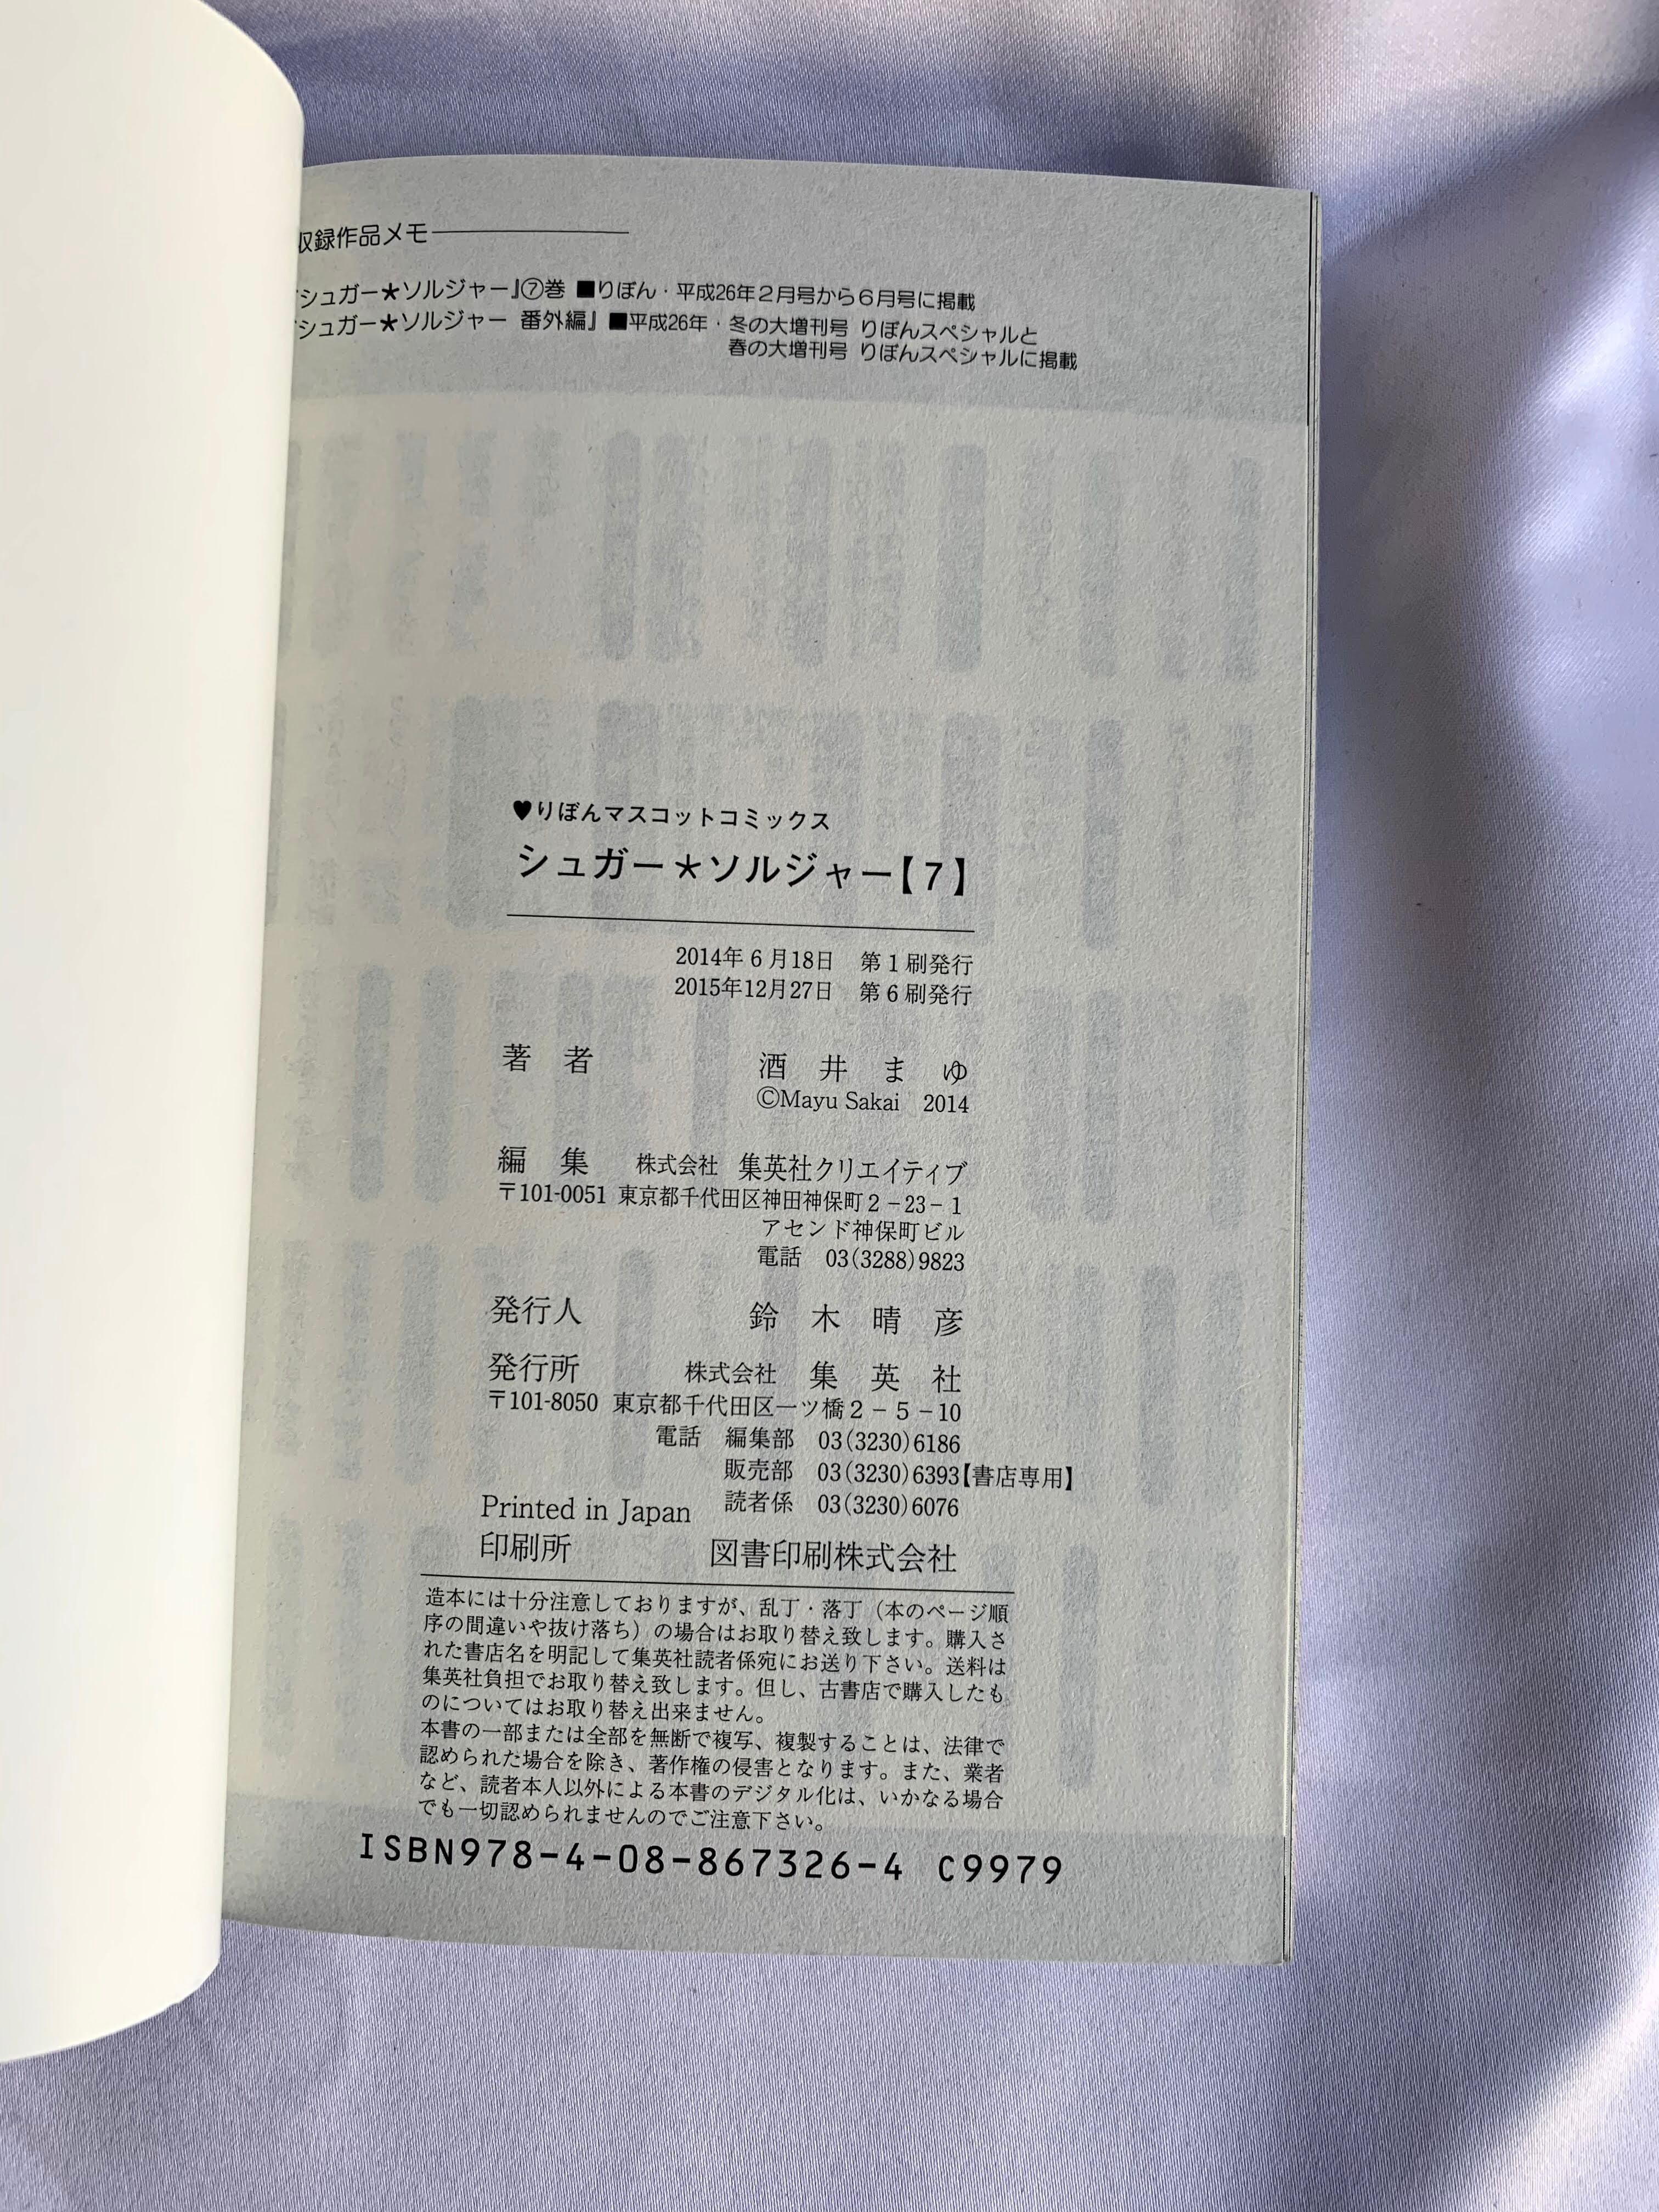 収録作品メモ
シュガー＊ソルジャー』⑦巻 ■りぼん・平成26年2月号から6月号に掲載
シュガー＊ソルジャー 番外編』 ■平成26年・冬の大増刊号 りぼんスペシャルと
春の大増刊号 りぼんスペシャルに掲載
♥りぼんマスコットコミックス
シュガー＊ソルジャー【7】
2014年6月18日 第1刷発行
2015年12月27日 第6刷発行
著者 酒井まゆ
©Mayu Sakai 2014
編集 株式会社 集英社クリエイティブ
〒101-0051 東京都千代田区神田神保町2-23-1
アセンド神保町ビル
電話 03(3288)9823
発行人 鈴木晴彦
発行所 株式会社 集英社
〒101-8050 東京都千代田区一ツ橋2-5-10
電話 編集部 03(3230)6186
販売部 03(3230)6393【書店専用】
読者係 03(3230)6076
Printed in Japan
印刷所 図書印刷株式会社
造本には十分注意しておりますが、乱丁・落丁（本のページ順
序の間違いや抜け落ち）の場合はお取り替え致します。購入さ
れた書店名を明記して集英社読者係宛にお送り下さい。送料は
集英社負担でお取り替え致します。但し、古書店で購入したも
のについてはお取り替え出来ません。
本書の一部または全部を無断で複写、複製することは、法律で
認められた場合を除き、著作権の侵害となります。また、業者
など、読者本人以外による本書のデジタル化は、いかなる場合
でも一切認められませんのでご注意下さい。
ISBN978-4-08-867326-4 C9979